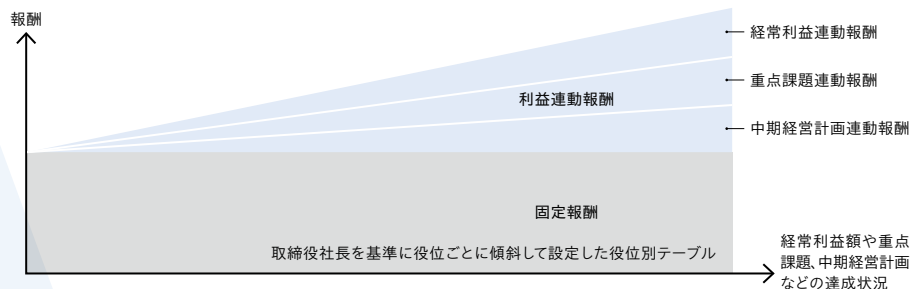 報酬
経常利益連動報酬
重点課題連動報酬
利益連動報酬
中期経営計画連動報酬
固定報酬
取締役社長を基準に役位ごとに傾斜して設定した役位別テーブル
経常利益額や重点
課題、中期経営計画
などの達成状況